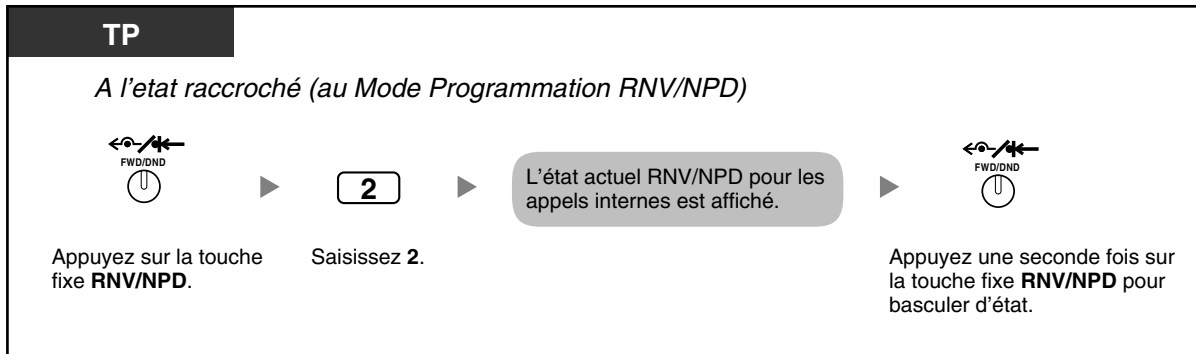 TP
A l'etat raccroché (au Mode Programmation RNV/NPD)
FWD/DND
2
L'état actuel RNV/NPD pour les
appels internes est affiché.
FWD/DND
Appuyez sur la touche
fixe RNV/NPD.
Saisissez 2.
Appuyez une seconde fois sur
la touche fixe RNV/NPD pour
basculer d'état.